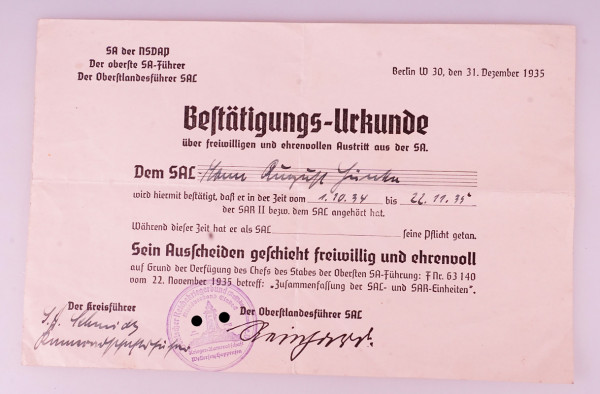 SA der NSDAP
Der oberste SA-Führer
Der Oberstlandesführer SAL
Berlin W 30, den 31. Dezember 1935
Bestätigungs-Urkunde
über freiwilligen und ehrenvollen Austritt aus der SA.
Dem SAL Mann August
wird hiermit bestätigt, daß er in der Zeit vom 1.10.34 bis 22.11.35
der SAR II bezw. dem SAL angehört hat.
Während dieser Zeit hat er als SAL seine Pflicht getan.
Sein Ausscheiden geschieht freiwillig und ehrenvoll
auf Grund der Verfügung des Chefs des Stabes der Obersten SA-Führung: F Nr. 63 140
vom 22. November 1935 betreff: „Zusammenfassung der SAL- und SAR-Einheiten".
Der Kreisführer
Der Oberstlandesführer SAL
Schmidt
Reinhard.